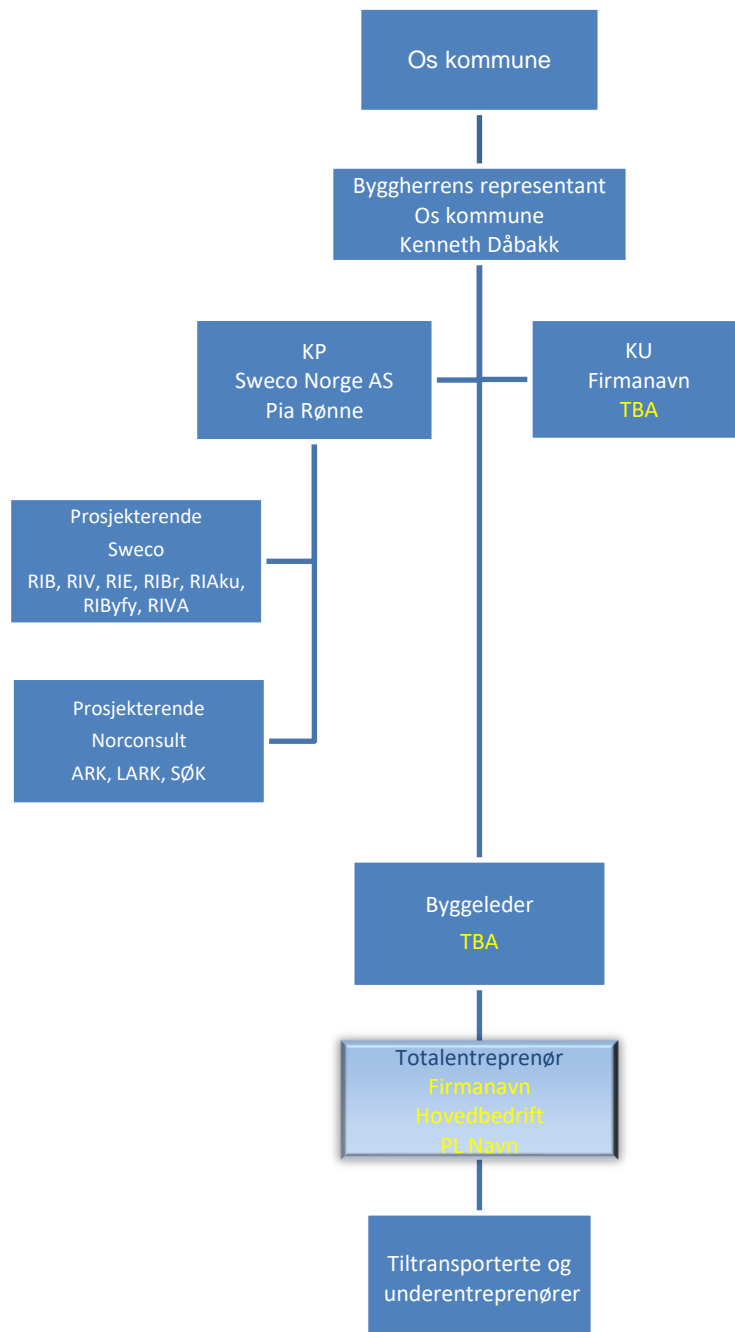 Os kommune
Byggherrens representant
Os kommune
Kenneth Dåbakk
KP
Sweco Norge AS
Pia Rønne
KU
Firmanavn
TBA
Prosjekterende
Sweco
RIB, RIV, RIE, RIBr, RIAku,
RIByfy, RIVA
Prosjekterende
Norconsult
ARK, LARK, SØK
Byggeleder
TBA
Totalentreprenør
Firmanavn
Hovedbedrift
PL Navn
Tiltransporterte og
underentreprenører